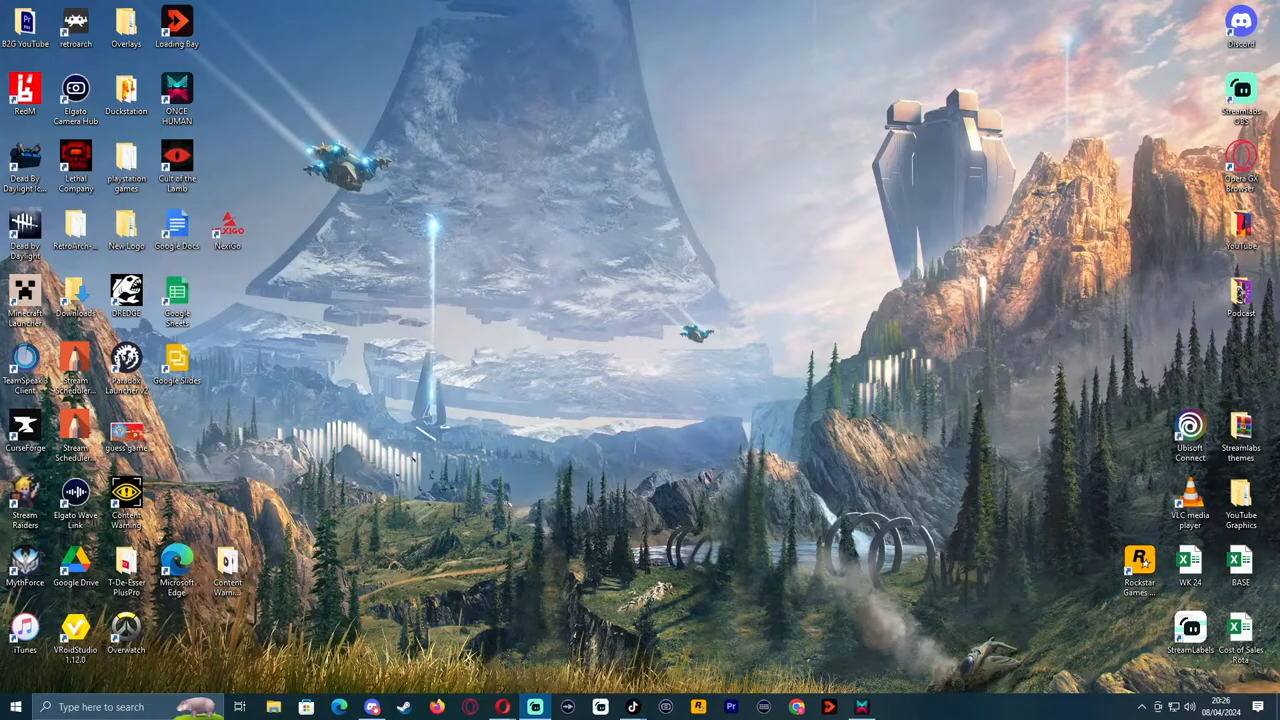 B2G YouTube
retroarch
Overlays
Loading Bay
RedM
Elgato
Camera Hub
Duckstation
ONCE
HUMAN
Dead By
Daylight Ic...
Lethal
Company
playstation
games
Cult of the
Lamb
Dead by
Daylight
RetroArch-...
New Logo
Google Docs
NexiGo
Minecraft
Launcher
Downloads
DREDGE
Google
Sheets
TeamSpeak 3
Client
Stream
Scheduler...
Paradox
Launcher v2
Google Slides
CurseForge
Stream
Scheduler...
guess game...
Stream
Raiders
Elgato Wave
Link
Content
Warning
MythForce
Google Drive
T-De-Esser
PlusPro
Microsoft
Edge
Content
Warni...
iTunes
VRoidStudio
1.12.0
Overwatch
Discord
Streamlabs
OBS
Opera GX
Browser
YouTube
Podcast
Ubisoft
Connect
Streamlabs
themes
VLC media
player
YouTube
Graphics
Rockstar
Games ...
WK 24
BASE
StreamLabels
Cost of Sales
Rota
Type here to search
20:26
08/04/2024